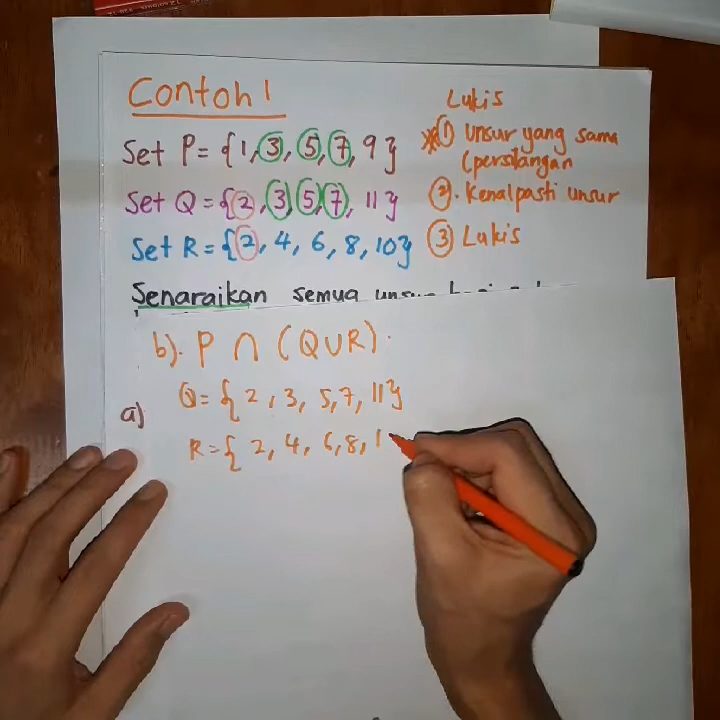 Contoh 1
Set P = {1, 3, 5, 7, 9}
Set Q = {2, 3, 5, 7, 11}
Set R = {2, 4, 6, 8, 10}
Lukis
① Unsur yang sama
(persilangan
②. Kenalpasti unsur
③ Lukis
Senaraikan semua
b). P ∩ (QUR).
a)
Q = { 2, 3, 5, 7, 11}
R = { 2, 4, 6, 8, 1